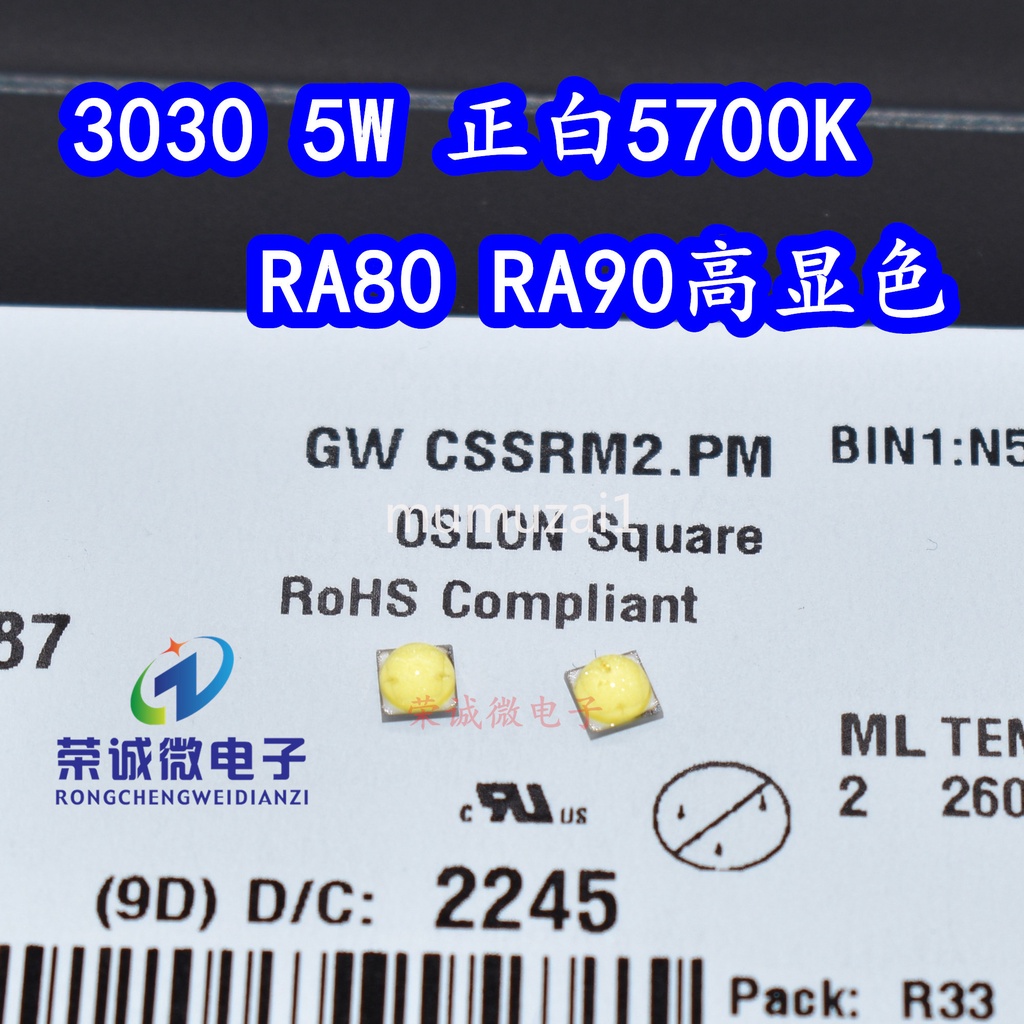 3030 5W 正白5700K
RA80 RA90高显色
GW CSSRM2.PM
BIN1:N5
mumuzai1
OSLON Square
RoHS Compliant
87
荣诚微电子
荣诚微电子
RONGCHENGWEIDIANZI
ML TEM
2 260
c RU US
(9D) D/C: 2245
Pack: R33